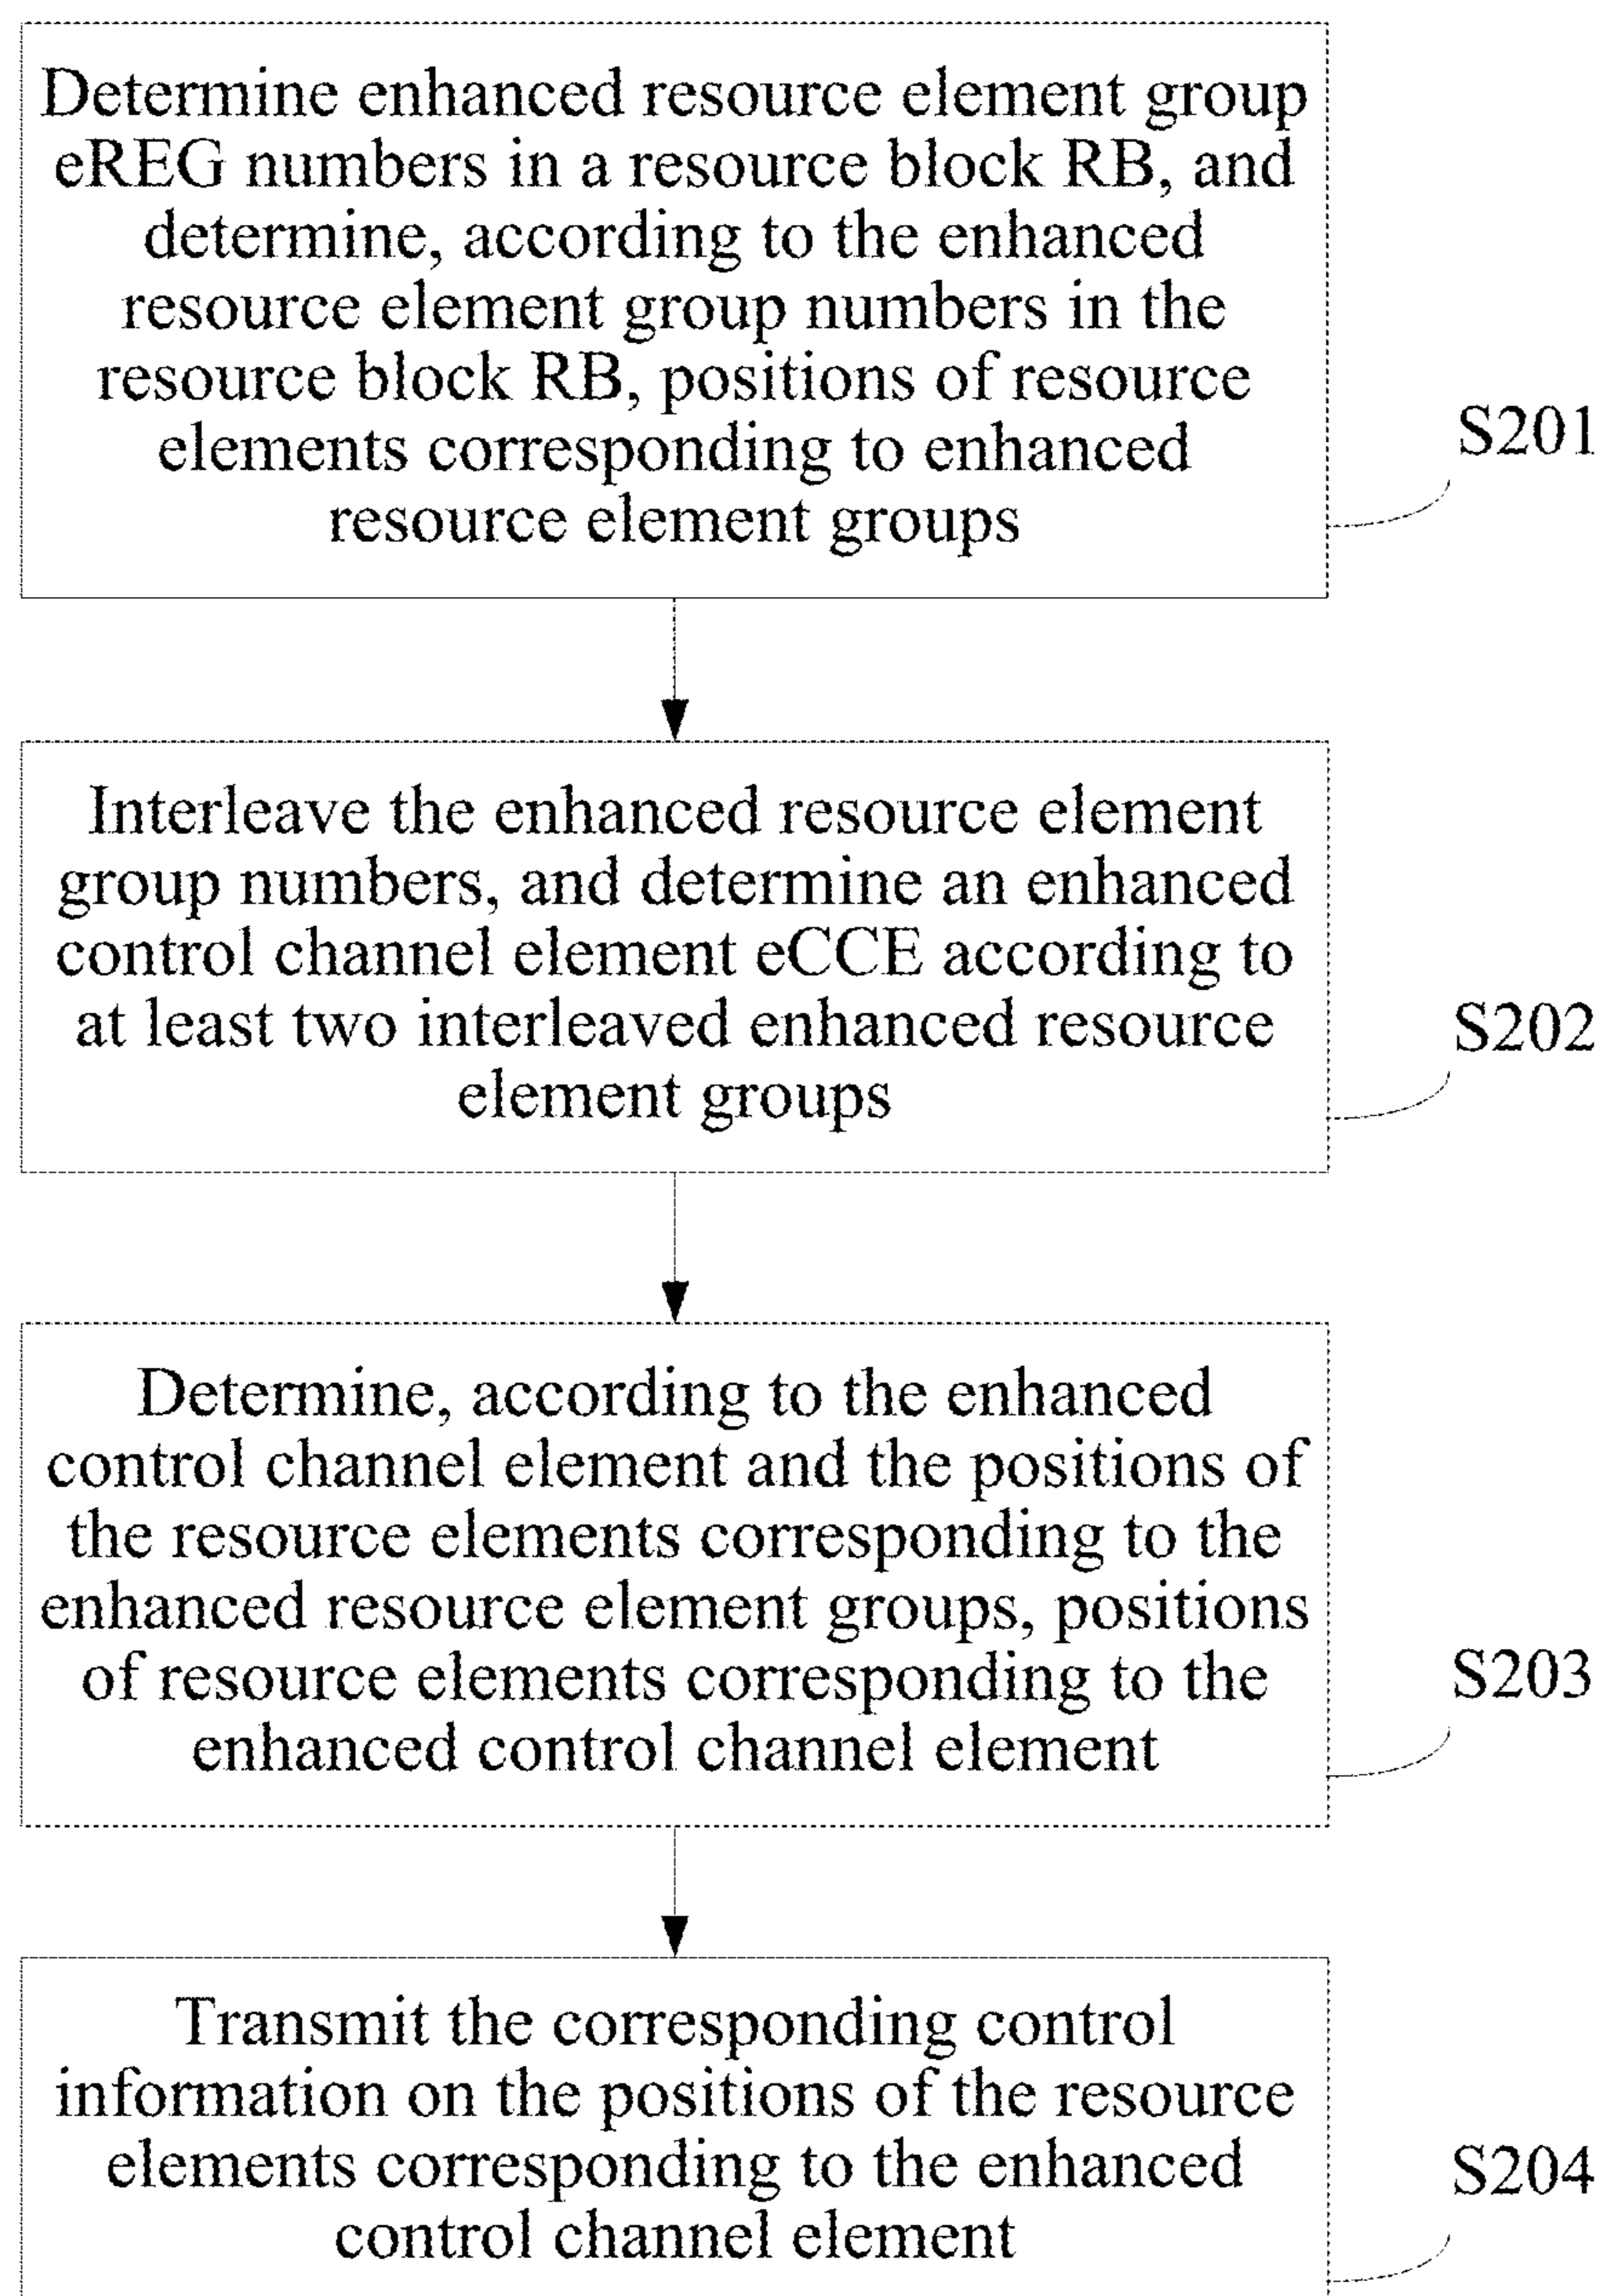 Determine enhanced resource element group
eREG numbers in a resource block RB, and
determine, according to the enhanced
resource element group numbers in the
resource block RB, positions of resource
elements corresponding to enhanced
resource element groups
S201
Interleave the enhanced resource element
group numbers, and determine an enhanced
control channel element eCCE according to
at least two interleaved enhanced resource
element groups
S202
Determine, according to the enhanced
control channel element and the positions of
the resource elements corresponding to the
enhanced resource element groups, positions
of resource elements corresponding to the
enhanced control channel element
S203
Transmit the corresponding control
information on the positions of the resource
elements corresponding to the enhanced
control channel element
S204